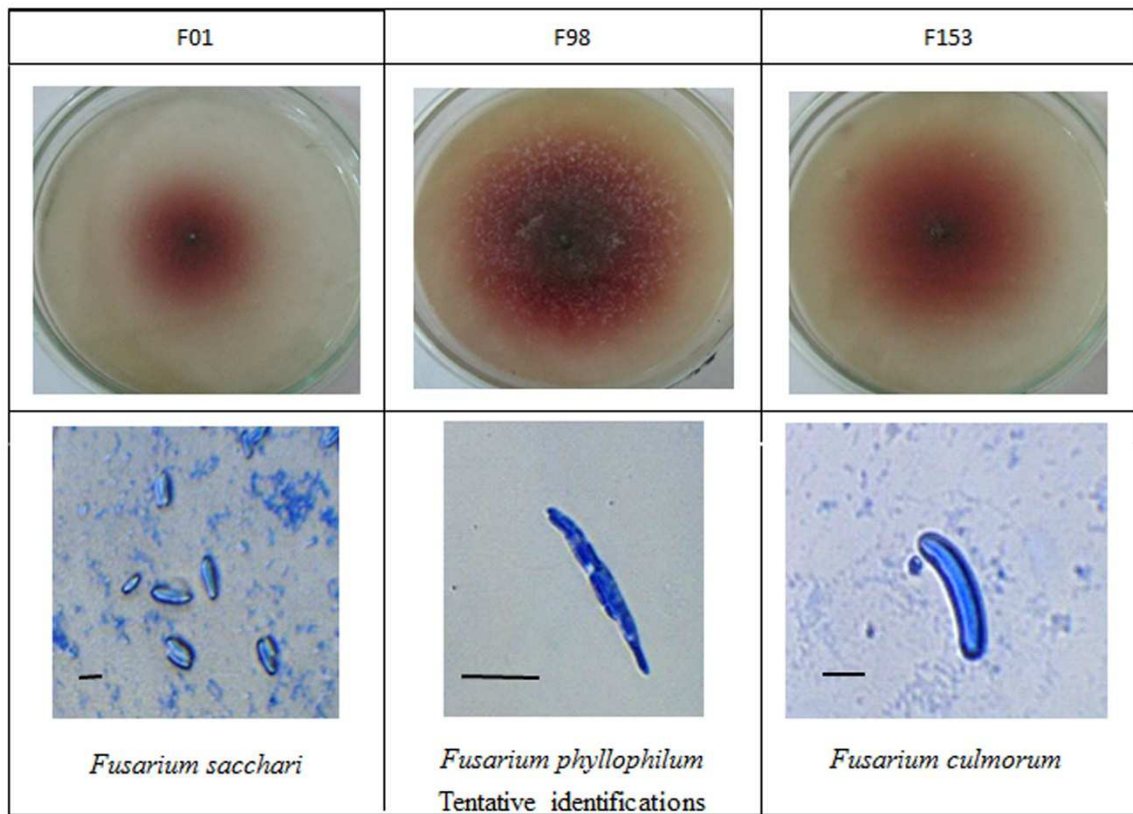 F01
F98
F153
Fusarium sacchari
Fusarium phyllophilum
Fusarium culmorum
Tentative identifications